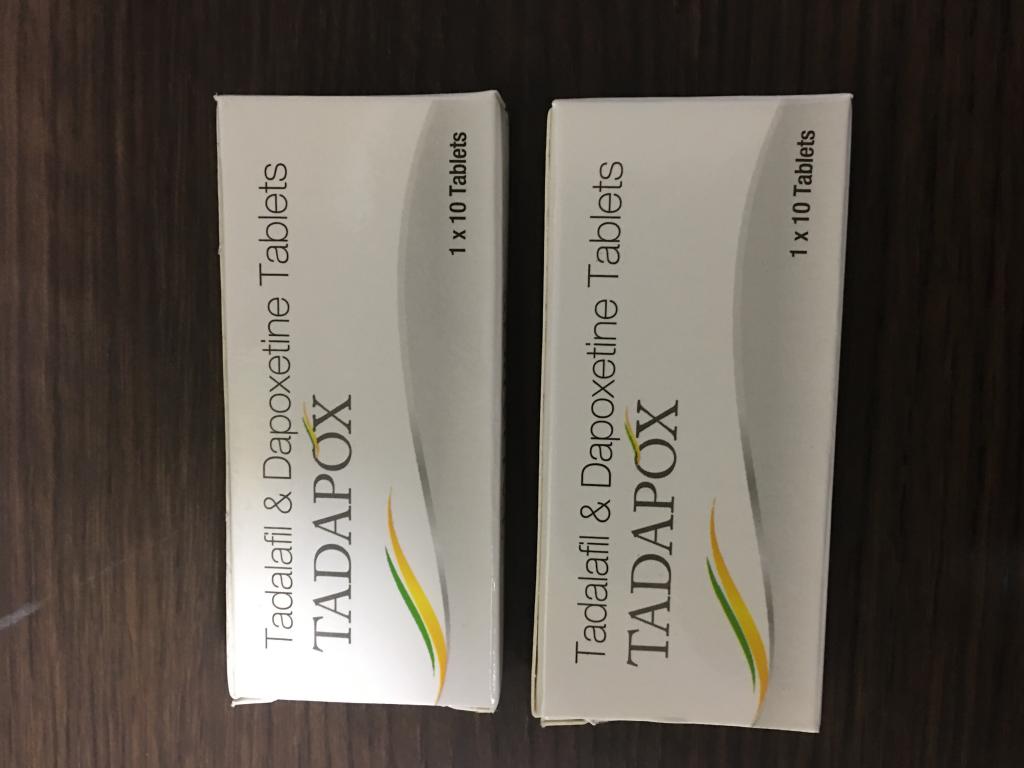 Tadalafil & Dapoxetine Tablets
TADAPOX
1 x 10 Tablets
Tadalafil & Dapoxetine Tablets
TADAPOX
1 x 10 Tablets